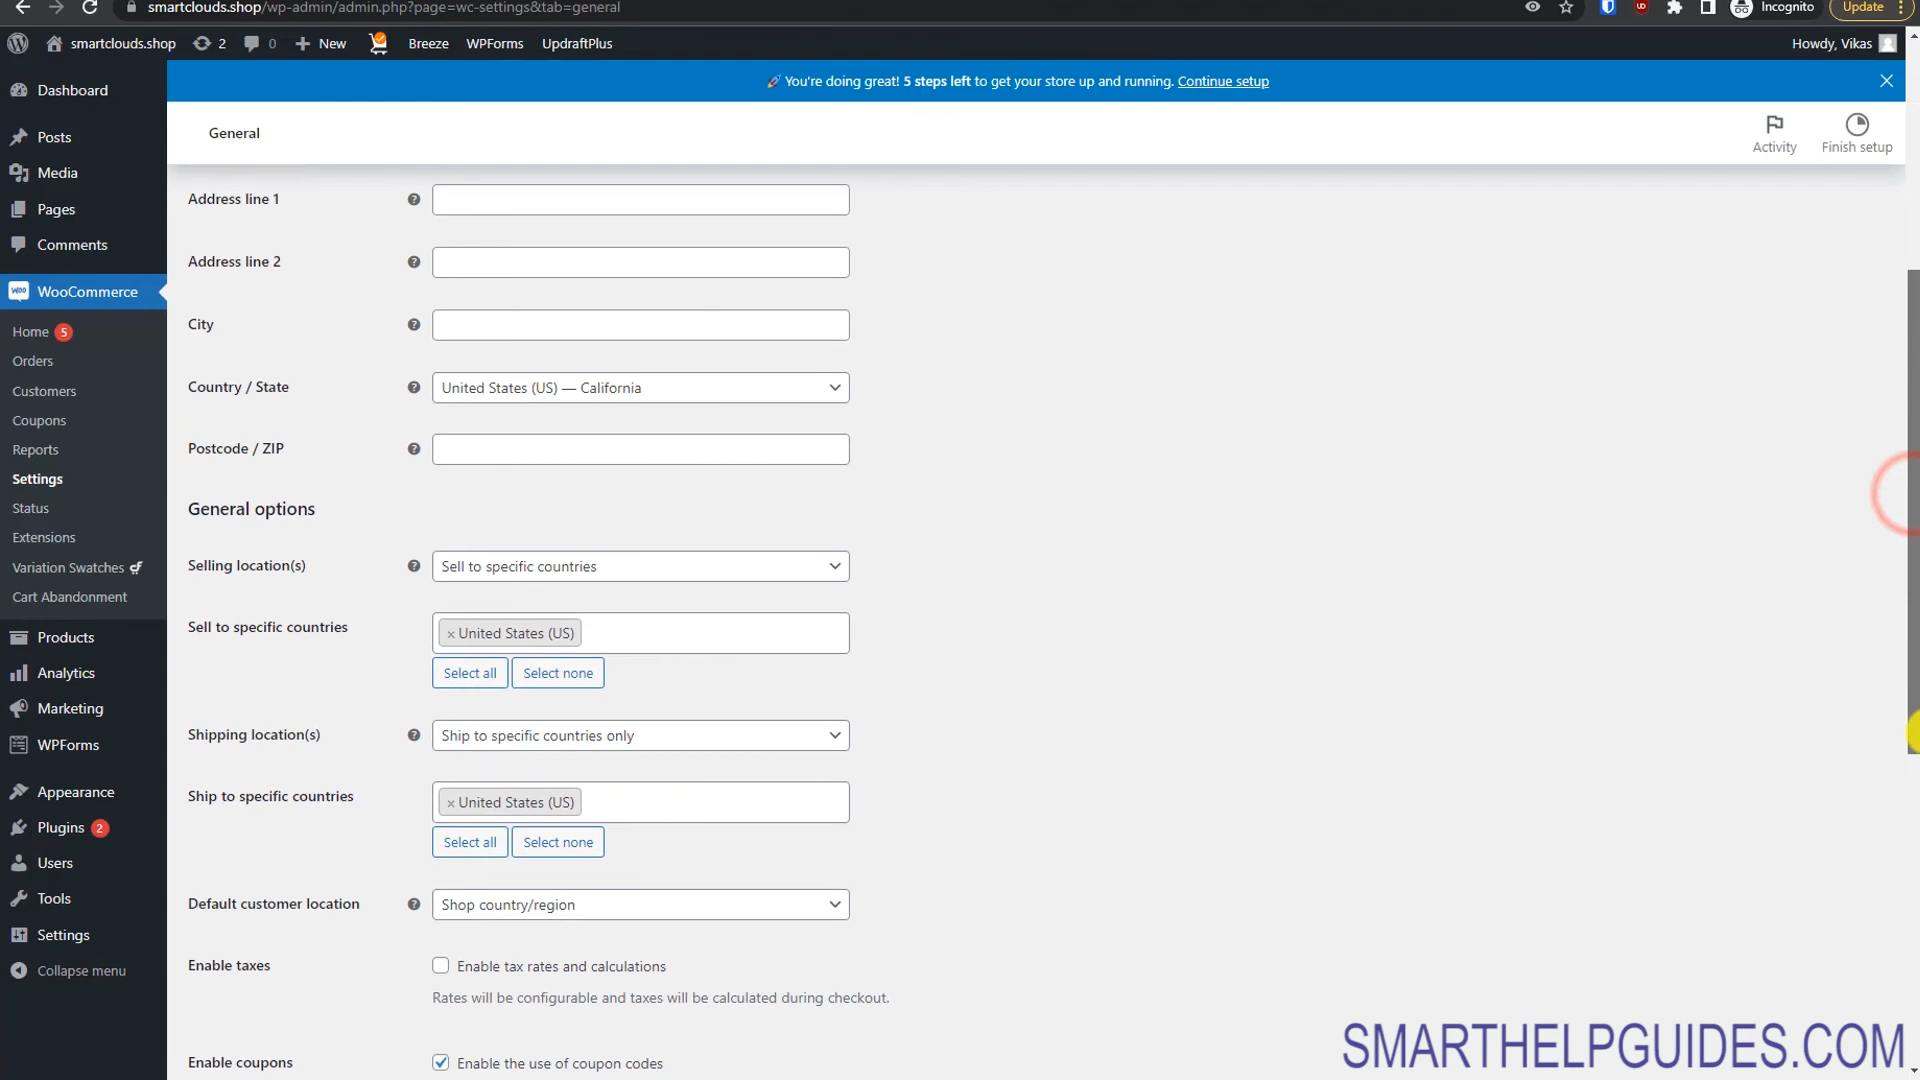 smartclouds.shop/wp-admin/admin.php?page=wc-settings&tab=general
Incognito
Update
smartclouds.shop
2
0
New
Breeze
WPForms
UpdraftPlus
Howdy, Vikas
Dashboard
Posts
Media
Pages
Comments
WooCommerce
Home 5
Orders
Customers
Coupons
Reports
Settings
Status
Extensions
Variation Swatches
Cart Abandonment
Products
Analytics
Marketing
WPForms
Appearance
Plugins 2
Users
Tools
Settings
Collapse menu
You're doing great! 5 steps left to get your store up and running. Continue setup
General
Activity
Finish setup
Address line 1
Address line 2
City
Country / State
United States (US) — California
Postcode / ZIP
General options
Selling location(s)
Sell to specific countries
Sell to specific countries
× United States (US)
Select all
Select none
Shipping location(s)
Ship to specific countries only
Ship to specific countries
× United States (US)
Select all
Select none
Default customer location
Shop country/region
Enable taxes
Enable tax rates and calculations
Rates will be configurable and taxes will be calculated during checkout.
Enable coupons
Enable the use of coupon codes
SMARTHELPGUIDES.COM